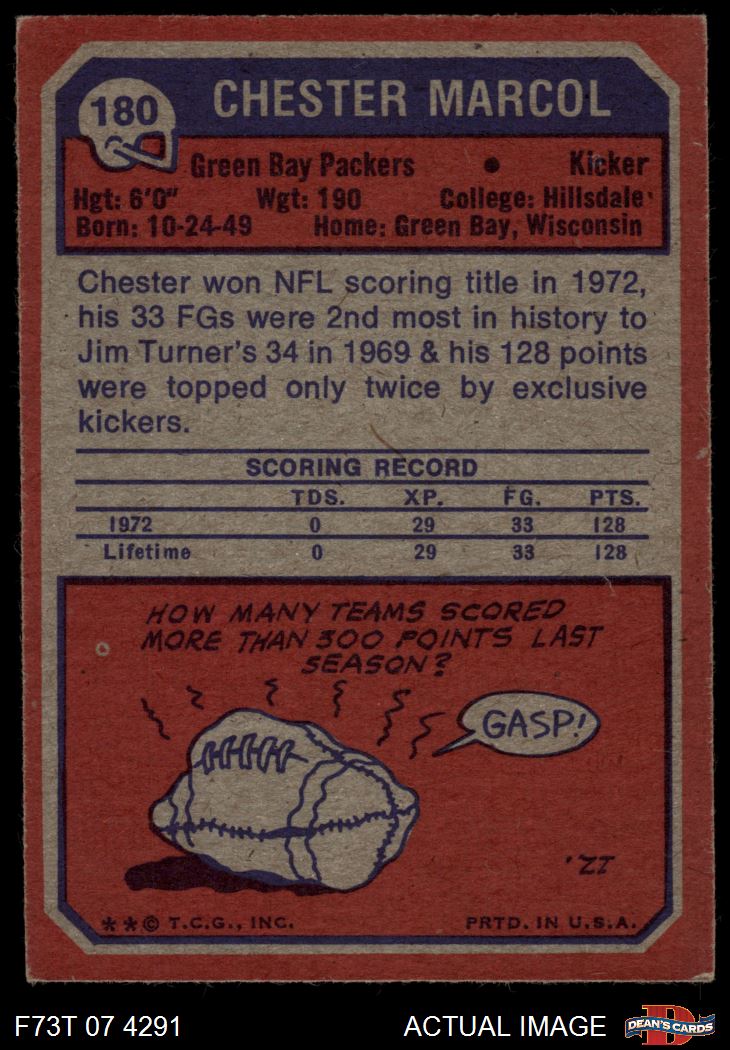 180 CHESTER MARCOL
Green Bay Packers • Kicker
Hgt: 6'0" Wgt: 190 College: Hillsdale
Born: 10-24-49 Home: Green Bay, Wisconsin
Chester won NFL scoring title in 1972,
his 33 FGs were 2nd most in history to
Jim Turner's 34 in 1969 & his 128 points
were topped only twice by exclusive
kickers.
SCORING RECORD
TDS. XP. FG. PTS.
1972 0 29 33 128
Lifetime 0 29 33 128
HOW MANY TEAMS SCORED
MORE THAN 300 POINTS LAST
SEASON?
GASP!
'ZI
**© T.C.G., INC. PRTD. IN U.S.A.
F73T 07 4291 ACTUAL IMAGE D DEAN'S CARDS